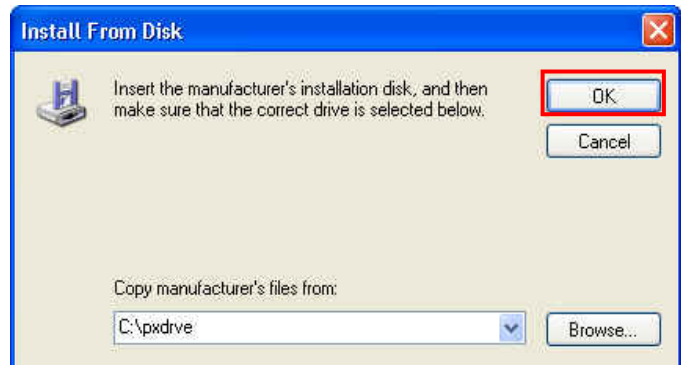 Install From Disk
Insert the manufacturer's installation disk, and then
make sure that the correct drive is selected below.
OK
Cancel
Copy manufacturer's files from:
C:\pxdrve
Browse...